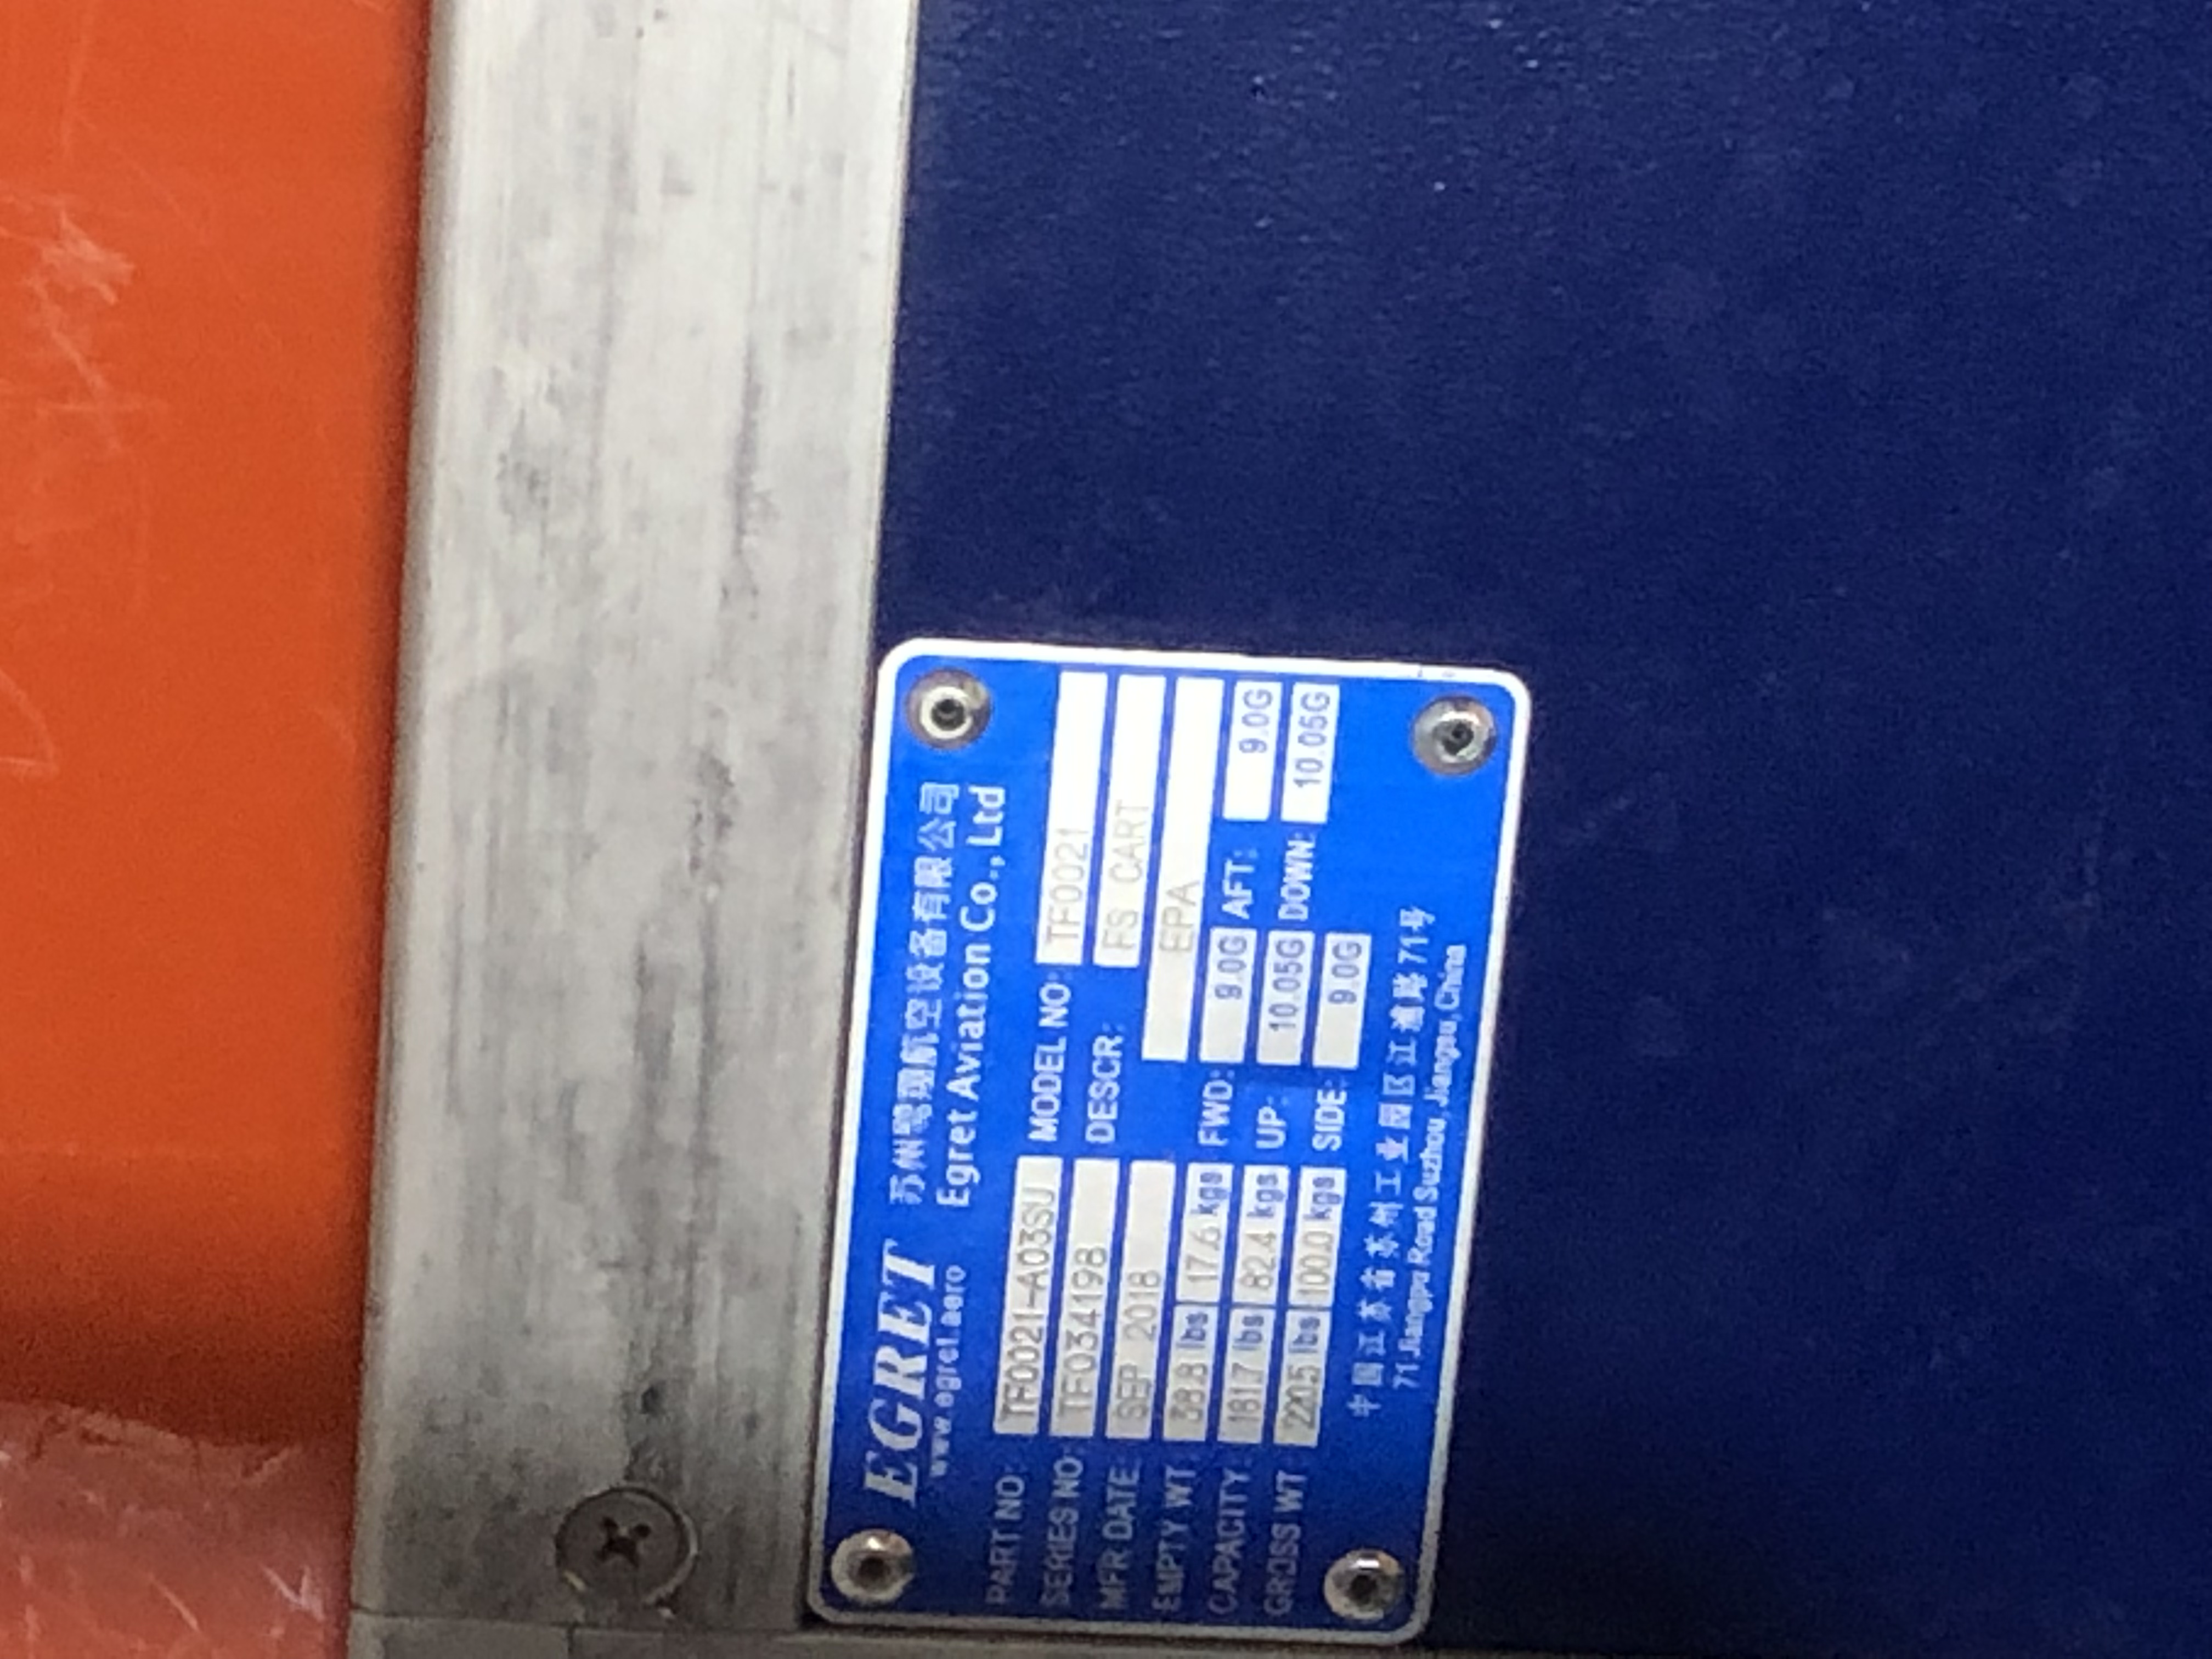 EGRET 苏州鹭翔航空设备有限公司
www.egret.aero Egret Aviation Co., Ltd
PART NO: TF0021-A03SU MODEL NO: TF0021
SERIES NO: TF034198 DESCR: FS CART
MFR DATE: SEP 2018 EPA
EMPTY WT: 38.8 lbs 17.6 kgs FWD: 9.0G AFT: 9.0G
CAPACITY: 181.7 lbs 82.4 kgs UP: 10.05G DOWN: 10.05G
GROSS WT 220.5 lbs 100.0 kgs SIDE: 9.0G
中国江苏省苏州工业园区江浦路71号
71 Jiangpu Road Suzhou, Jiangsu, China